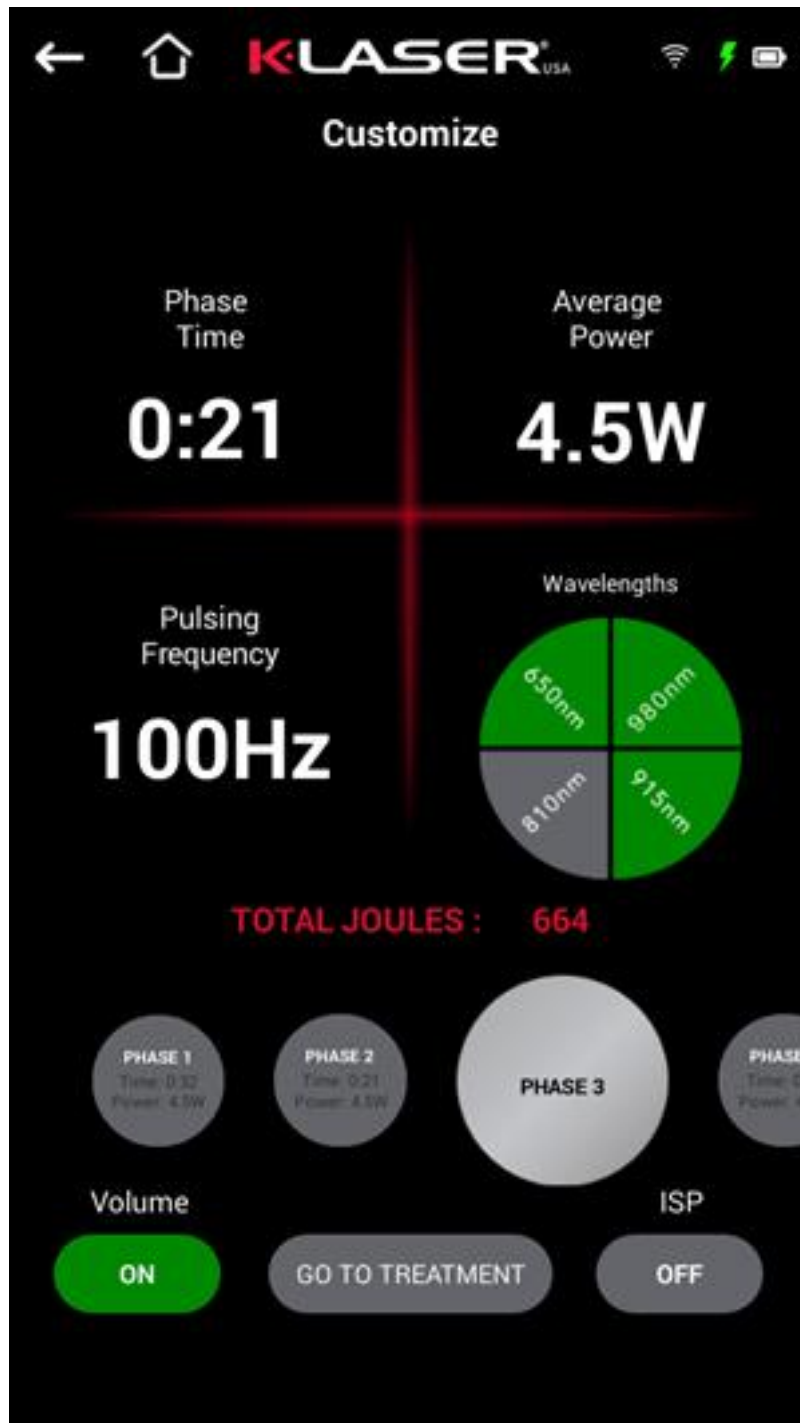 K-LASER® USA
Customize
Phase
Time
0:21
Average
Power
4.5W
Pulsing
Frequency
100Hz
Wavelengths
650nm
980nm
810nm
915nm
TOTAL JOULES : 664
PHASE 1
Time: 0:32
Power: 4.5W
PHASE 2
Time: 0:21
Power: 4.5W
PHASE 3
PHASE
Volume
ISP
ON
GO TO TREATMENT
OFF